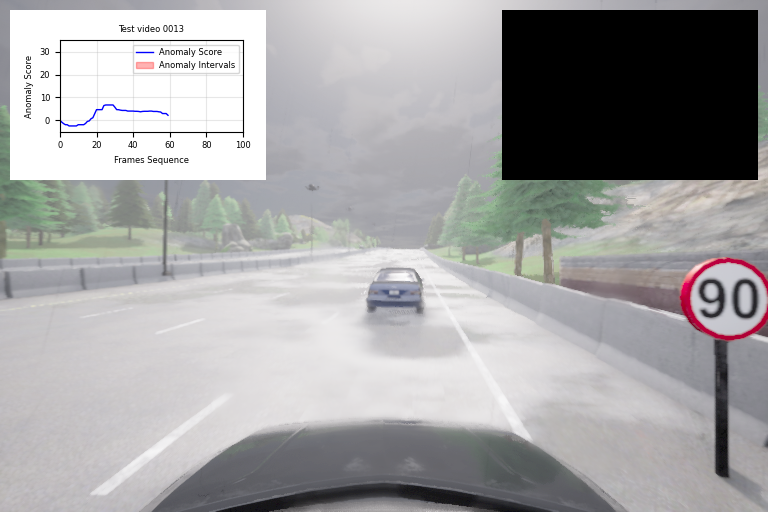 Test video 0013
Anomaly Score
Anomaly Intervals
Anomaly Score
30
20
10
0
0 20 40 60 80 100
Frames Sequence
90